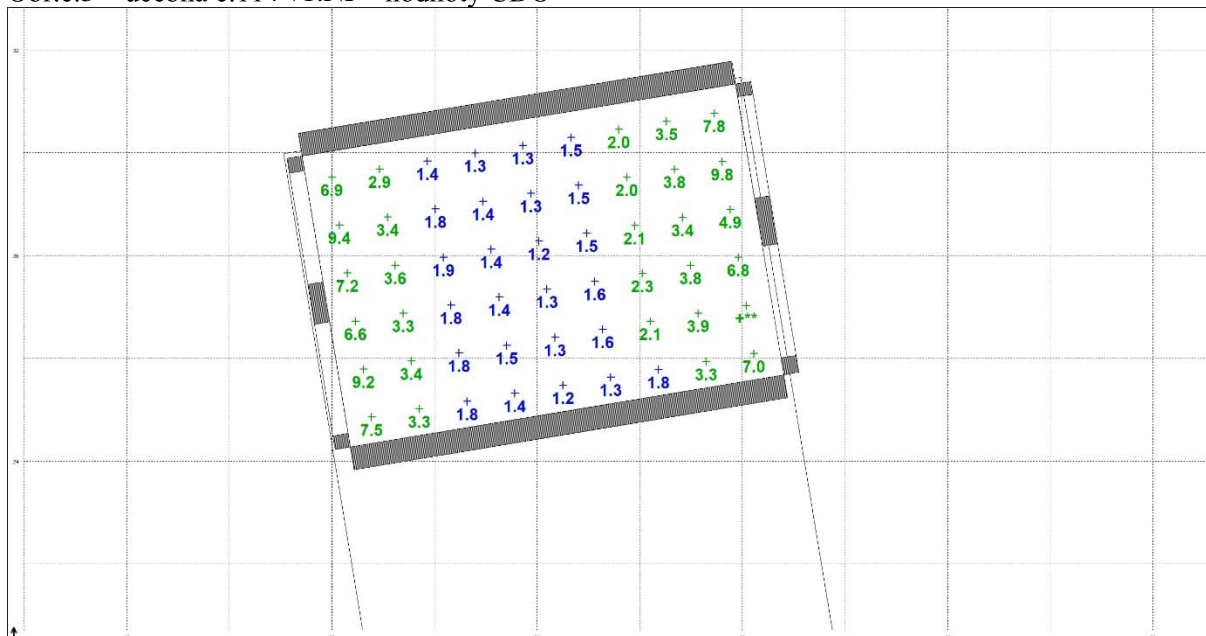 učebna č.114 – hodnoty
6.9 2.9 1.4 1.3 1.3 1.5 2.0 3.5 7.8
9.4 3.4 1.8 1.4 1.3 1.5 2.0 3.8 9.8
7.2 3.6 1.9 1.4 1.2 1.5 2.1 3.4 4.9
6.6 3.3 1.8 1.4 1.3 1.6 2.3 3.8 6.8
9.2 3.4 1.8 1.5 1.3 1.6 2.1 3.9 +**
7.5 3.3 1.8 1.4 1.2 1.3 1.8 3.3 7.0